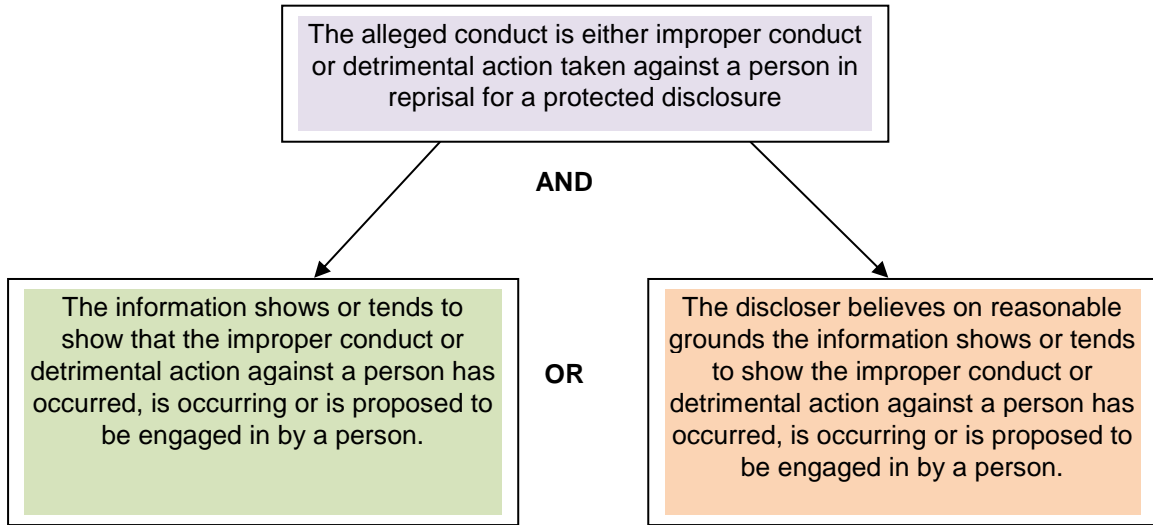 The alleged conduct is either improper conduct
or detrimental action taken against a person in
reprisal for a protected disclosure
AND
The information shows or tends to
show that the improper conduct or
detrimental action against a person has
occurred, is occurring or is proposed to
be engaged in by a person.
OR
The discloser believes on reasonable
grounds the information shows or tends
to show the improper conduct or
detrimental action against a person has
occurred, is occurring or is proposed to
be engaged in by a person.